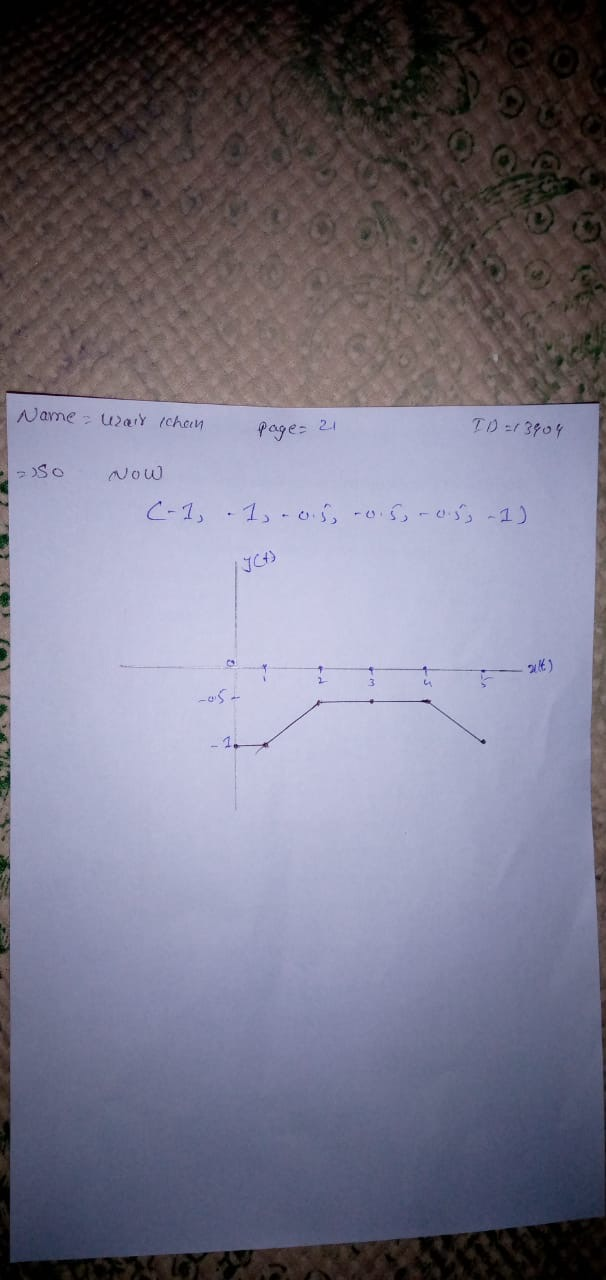 Name = Uzair Khan Page= 21 ID =13904
=> So Now
(-1, -1, -0.5, -0.5, -0.5, -1)
y(t)
0 1 2 3 4 5 x(t)
-0.5
-1